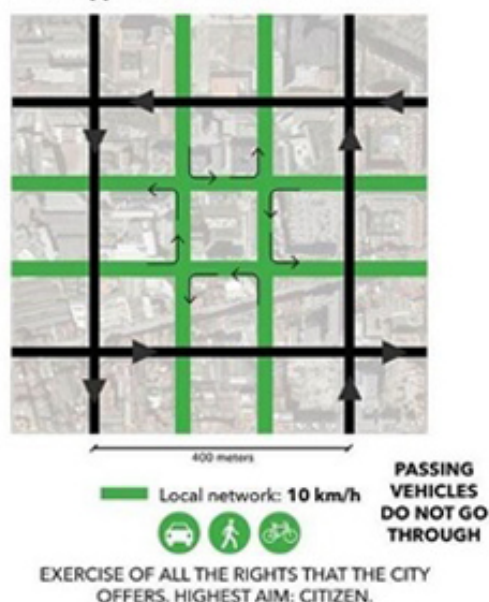 400 meters
Local network: 10 km/h
PASSING
VEHICLES
DO NOT GO
THROUGH
EXERCISE OF ALL THE RIGHTS THAT THE CITY
OFFERS. HIGHEST AIM: CITIZEN.